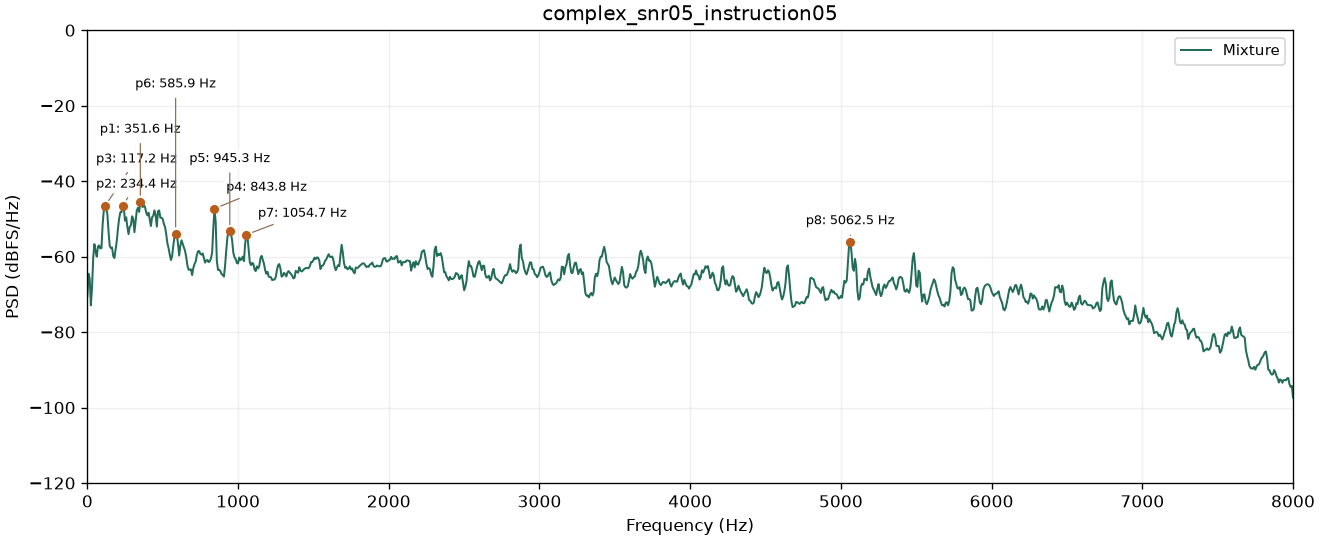 complex_snr05_instruction05
Mixture
p6: 585.9 Hz
p1: 351.6 Hz
p3: 117.2 Hz
p5: 945.3 Hz
p2: 234.4 Hz
p4: 843.8 Hz
p7: 1054.7 Hz
p8: 5062.5 Hz
PSD (dBFS/Hz)
0
−20
−40
−60
−80
−100
−120
0 1000 2000 3000 4000 5000 6000 7000 8000
Frequency (Hz)